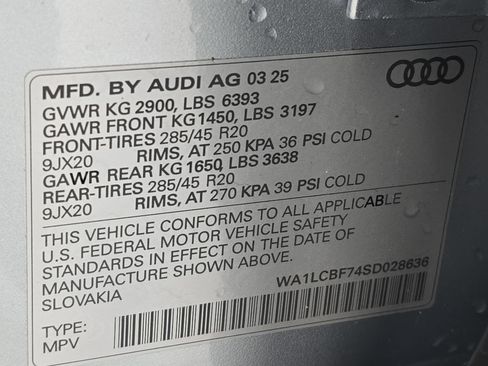 MFD. BY AUDI AG 03 25
GVWR KG 2900, LBS 6393
GAWR FRONT KG1450, LBS 3197
FRONT-TIRES 285/45 R20
9JX20 RIMS, AT 250 KPA 36 PSI COLD
GAWR REAR KG 1650, LBS 3638
REAR-TIRES 285/45 R20
9JX20 RIMS, AT 270 KPA 39 PSI COLD
THIS VEHICLE CONFORMS TO ALL APPLICABLE
U.S. FEDERAL MOTOR VEHICLE SAFETY
STANDARDS IN EFFECT ON THE DATE OF
MANUFACTURE SHOWN ABOVE.
SLOVAKIA WA1LCBF74SD028636
TYPE:
MPV